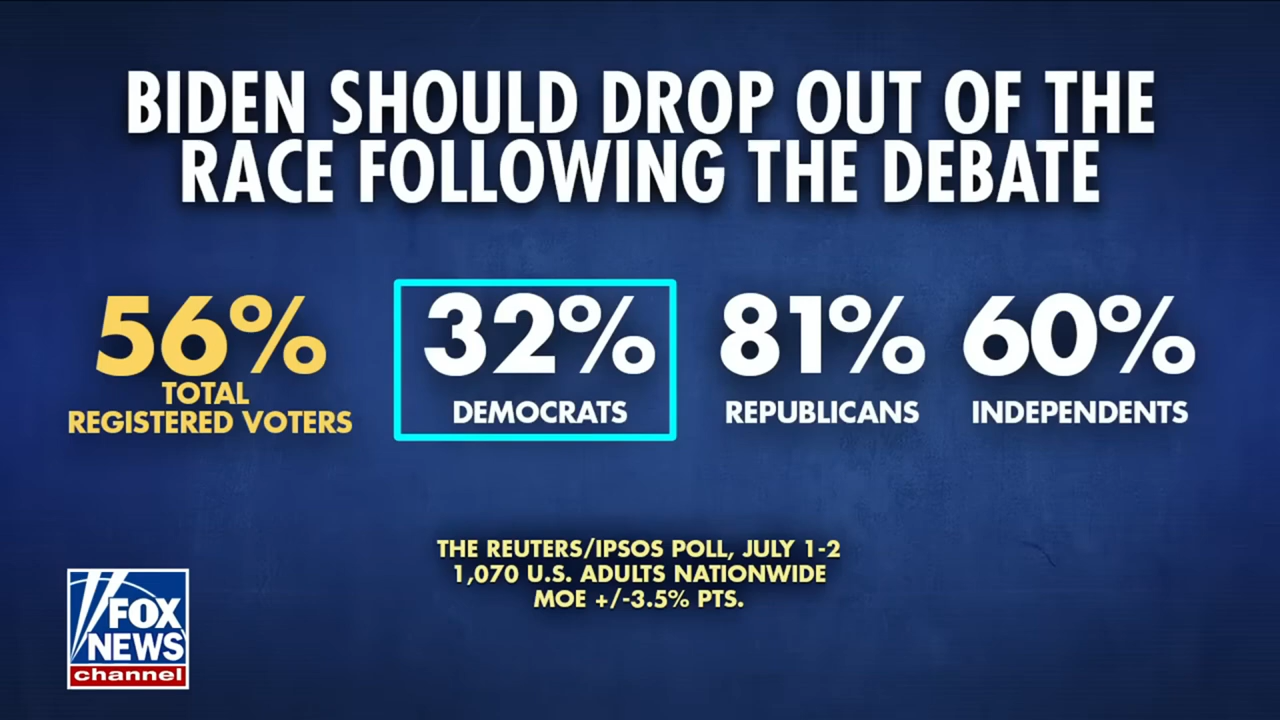 BIDEN SHOULD DROP OUT OF THE
RACE FOLLOWING THE DEBATE
56%
TOTAL
REGISTERED VOTERS
32%
DEMOCRATS
81%
REPUBLICANS
60%
INDEPENDENTS
THE REUTERS/IPSOS POLL, JULY 1-2
1,070 U.S. ADULTS NATIONWIDE
MOE +/-3.5% PTS.
FOX
NEWS
channel